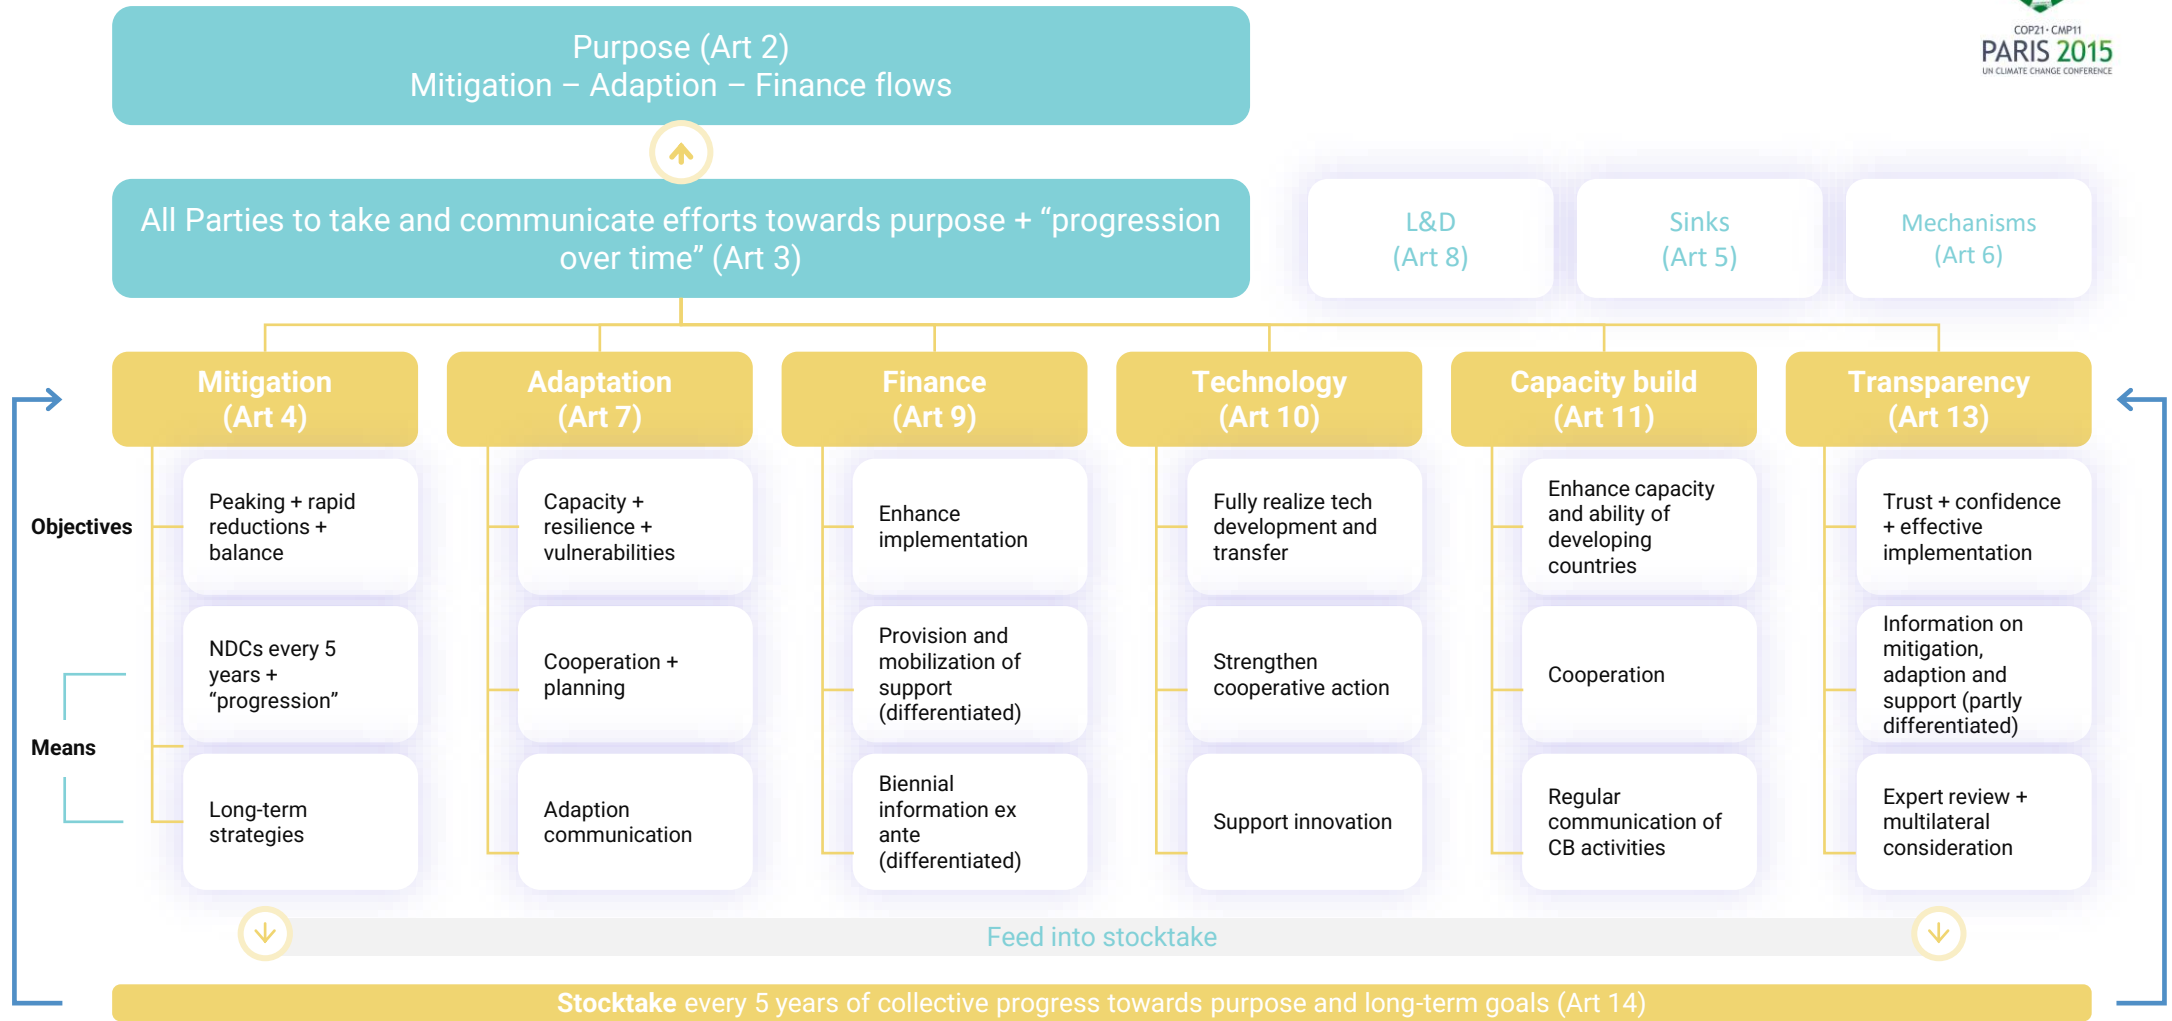 COP21 · CMP11
PARIS 2015
UN CLIMATE CHANGE CONFERENCE
Purpose (Art 2)
Mitigation – Adaption – Finance flows
All Parties to take and communicate efforts towards purpose + “progression
over time” (Art 3)
L&D
(Art 8)
Sinks
(Art 5)
Mechanisms
(Art 6)
Mitigation
(Art 4)
Adaptation
(Art 7)
Finance
(Art 9)
Technology
(Art 10)
Capacity build
(Art 11)
Transparency
(Art 13)
Objectives
Peaking + rapid
reductions +
balance
Capacity +
resilience +
vulnerabilities
Enhance
implementation
Fully realize tech
development and
transfer
Enhance capacity
and ability of
developing
countries
Trust + confidence
+ effective
implementation
Means
NDCs every 5
years +
“progression”
Cooperation +
planning
Provision and
mobilization of
support
(differentiated)
Strengthen
cooperative action
Cooperation
Information on
mitigation,
adaption and
support (partly
differentiated)
Long-term
strategies
Adaption
communication
Biennial
information ex
ante
(differentiated)
Support innovation
Regular
communication of
CB activities
Expert review +
multilateral
consideration
Feed into stocktake
Stocktake every 5 years of collective progress towards purpose and long-term goals (Art 14)